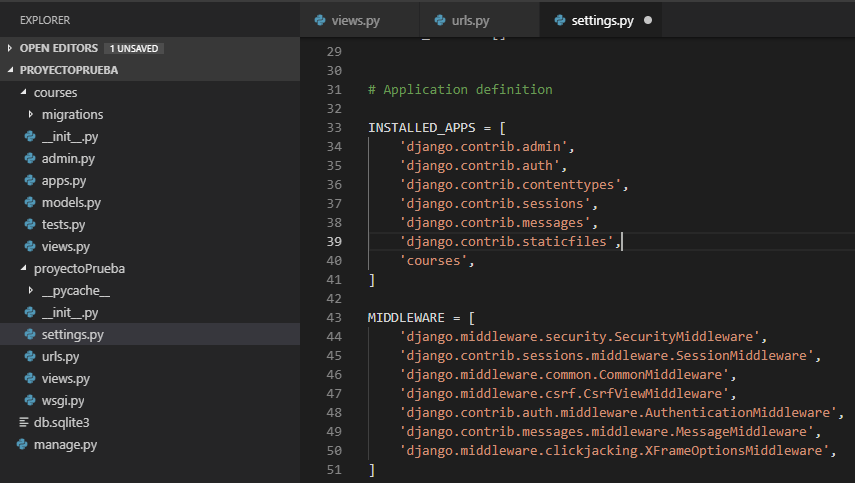 EXPLORER
OPEN EDITORS 1 UNSAVED
PROYECTOPRUEBA
courses
migrations
__init__.py
admin.py
apps.py
models.py
tests.py
views.py
proyectoPrueba
__pycache__
__init__.py
settings.py
urls.py
views.py
wsgi.py
db.sqlite3
manage.py
views.py urls.py settings.py
29
30
31 # Application definition
32
33 INSTALLED_APPS = [
34 'django.contrib.admin',
35 'django.contrib.auth',
36 'django.contrib.contenttypes',
37 'django.contrib.sessions',
38 'django.contrib.messages',
39 'django.contrib.staticfiles',
40 'courses',
41 ]
42
43 MIDDLEWARE = [
44 'django.middleware.security.SecurityMiddleware',
45 'django.contrib.sessions.middleware.SessionMiddleware',
46 'django.middleware.common.CommonMiddleware',
47 'django.middleware.csrf.CsrfViewMiddleware',
48 'django.contrib.auth.middleware.AuthenticationMiddleware',
49 'django.contrib.messages.middleware.MessageMiddleware',
50 'django.middleware.clickjacking.XFrameOptionsMiddleware',
51 ]